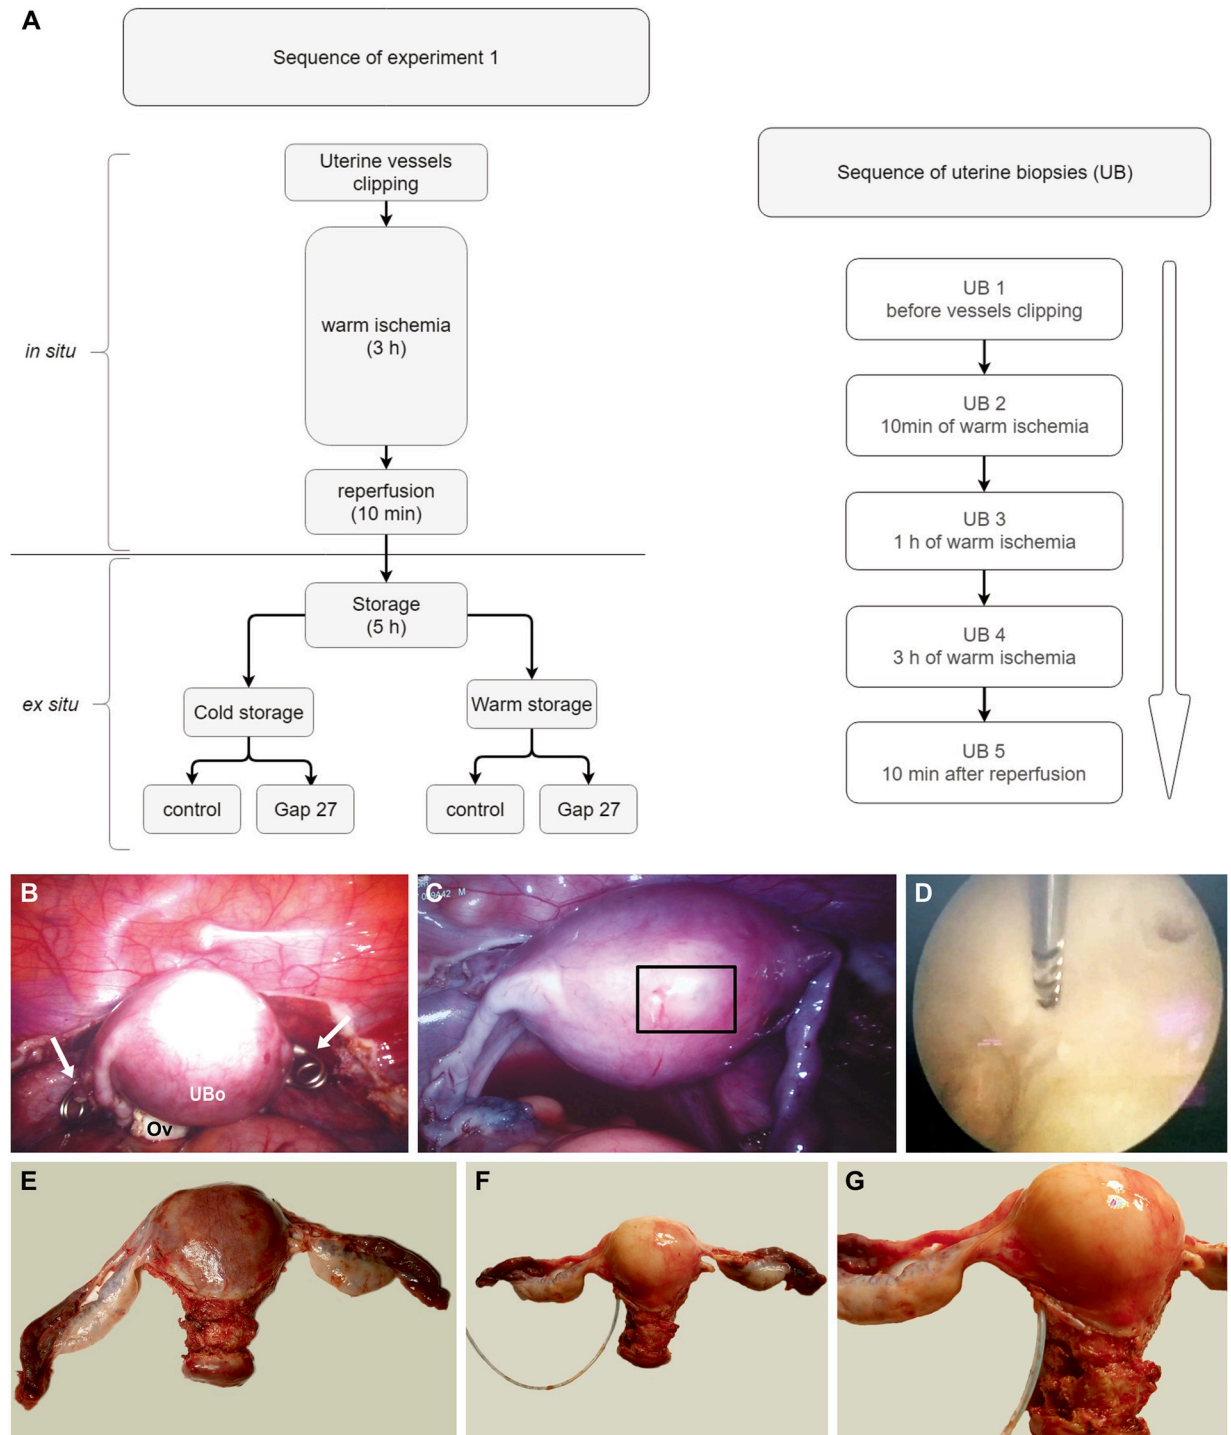 A
Sequence of experiment 1
Uterine vessels
clipping
warm ischemia
(3 h)
reperfusion
(10 min)
in situ
Storage
(5 h)
Cold storage
Warm storage
control
Gap 27
control
Gap 27
ex situ
Sequence of uterine biopsies (UB)
UB 1
before vessels clipping
UB 2
10min of warm ischemia
UB 3
1 h of warm ischemia
UB 4
3 h of warm ischemia
UB 5
10 min after reperfusion
B
UBo
Ov
C
M
D
E
F
G